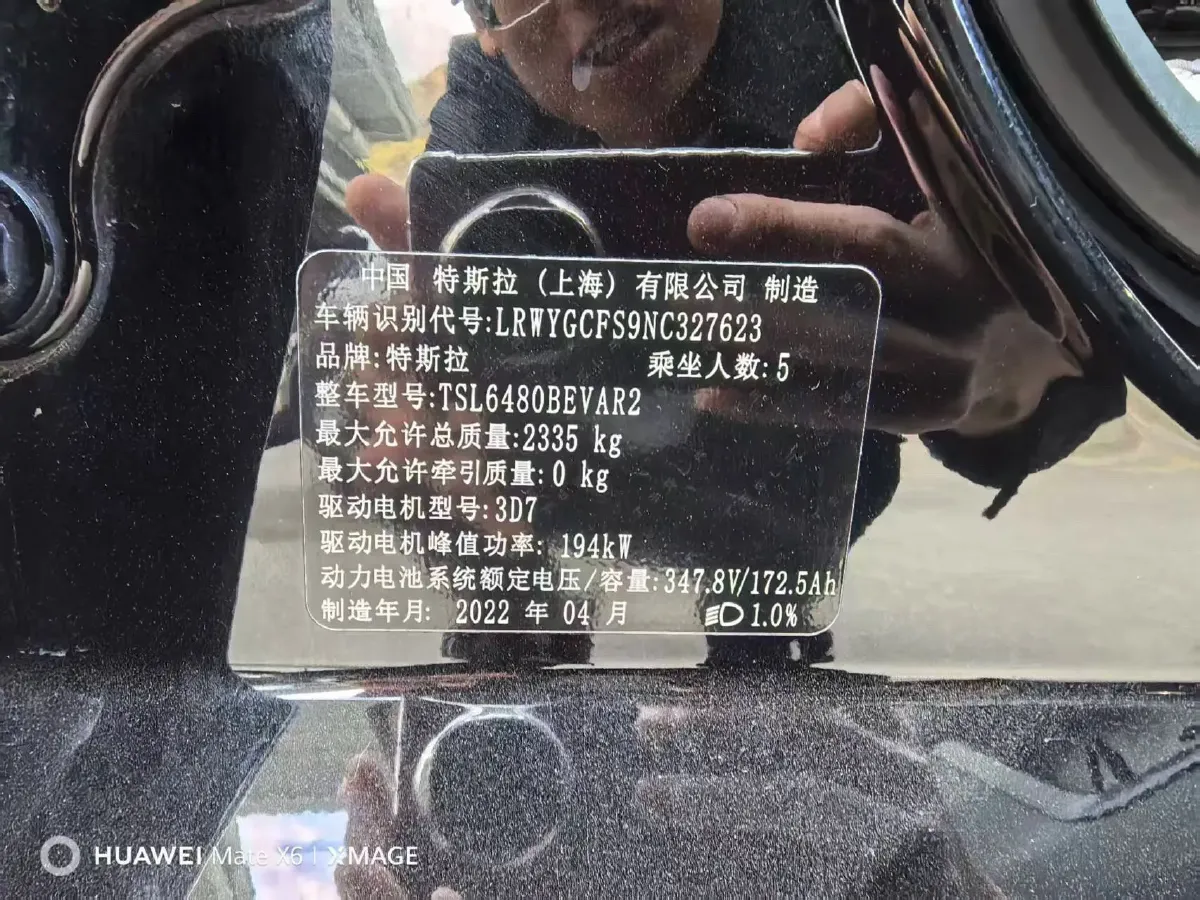 中国 特斯拉 (上海) 有限公司 制造
车辆识别代号:LRWYGCFS9NC327623
品牌:特斯拉 乘坐人数:5
整车型号:TSL6480BEVAR2
最大允许总质量:2335 kg
最大允许牵引质量:0 kg
驱动电机型号:3D7
驱动电机峰值功率: 194kW
动力电池系统额定电压/容量:347.8V/172.5Ah
制造年月: 2022 年 04 月 1.0%
HUAWEI Mate X6 | XMAGE